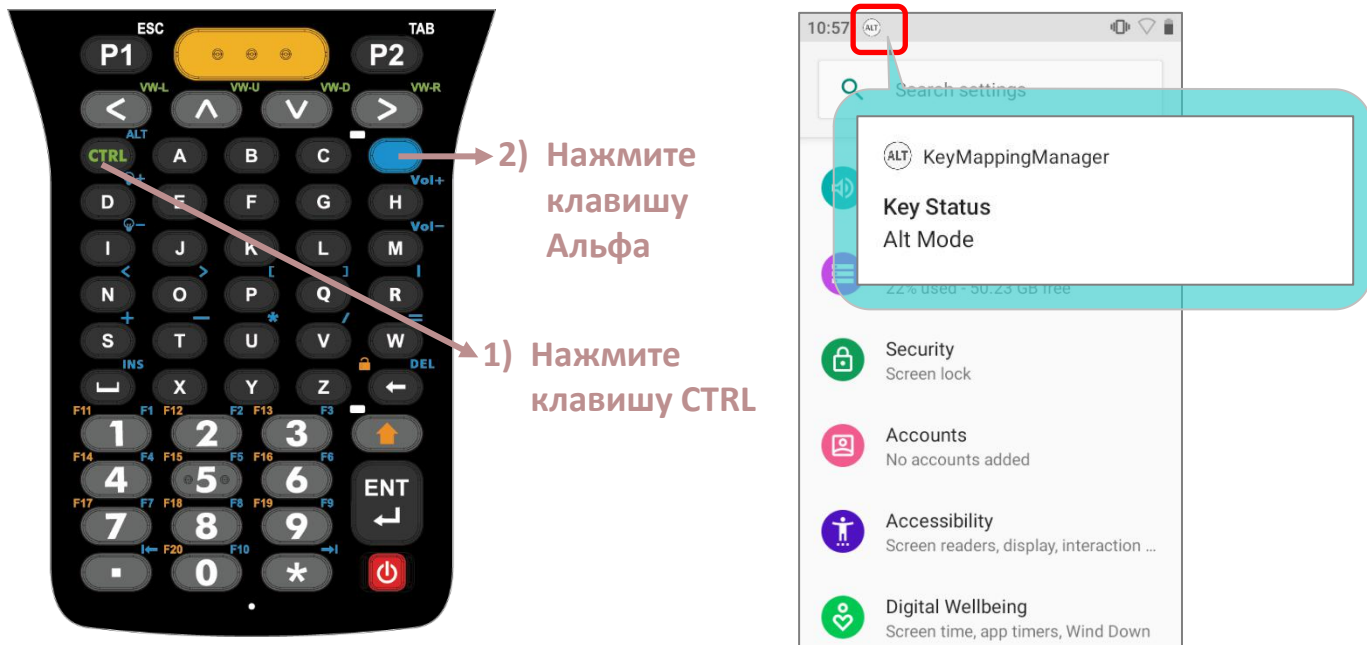 ESC TAB
P1 P2
VW-L VW-U VW-D VW-R
< ʌ v >
ALT
CTRL A B C
Vol+
D E F G H
Vol−
I J K L M
< > [ ] |
N O P Q R
+ − * / =
S T U V W
INS DEL
X Y Z ←
F11 F1 F12 F2 F13 F3
1 2 3
F14 F4 F15 F5 F16 F6
4 5 6 ENT
F17 F7 F18 F8 F19 F9
7 8 9
|← F20 F10 →|
. 0 *
2) Нажмите
клавишу
Альфа
1) Нажмите
клавишу CTRL
10:57 ALT
Search settings
ALT KeyMappingManager
Key Status
Alt Mode
22% used - 50.23 GB free
Security
Screen lock
Accounts
No accounts added
Accessibility
Screen readers, display, interaction ...
Digital Wellbeing
Screen time, app timers, Wind Down